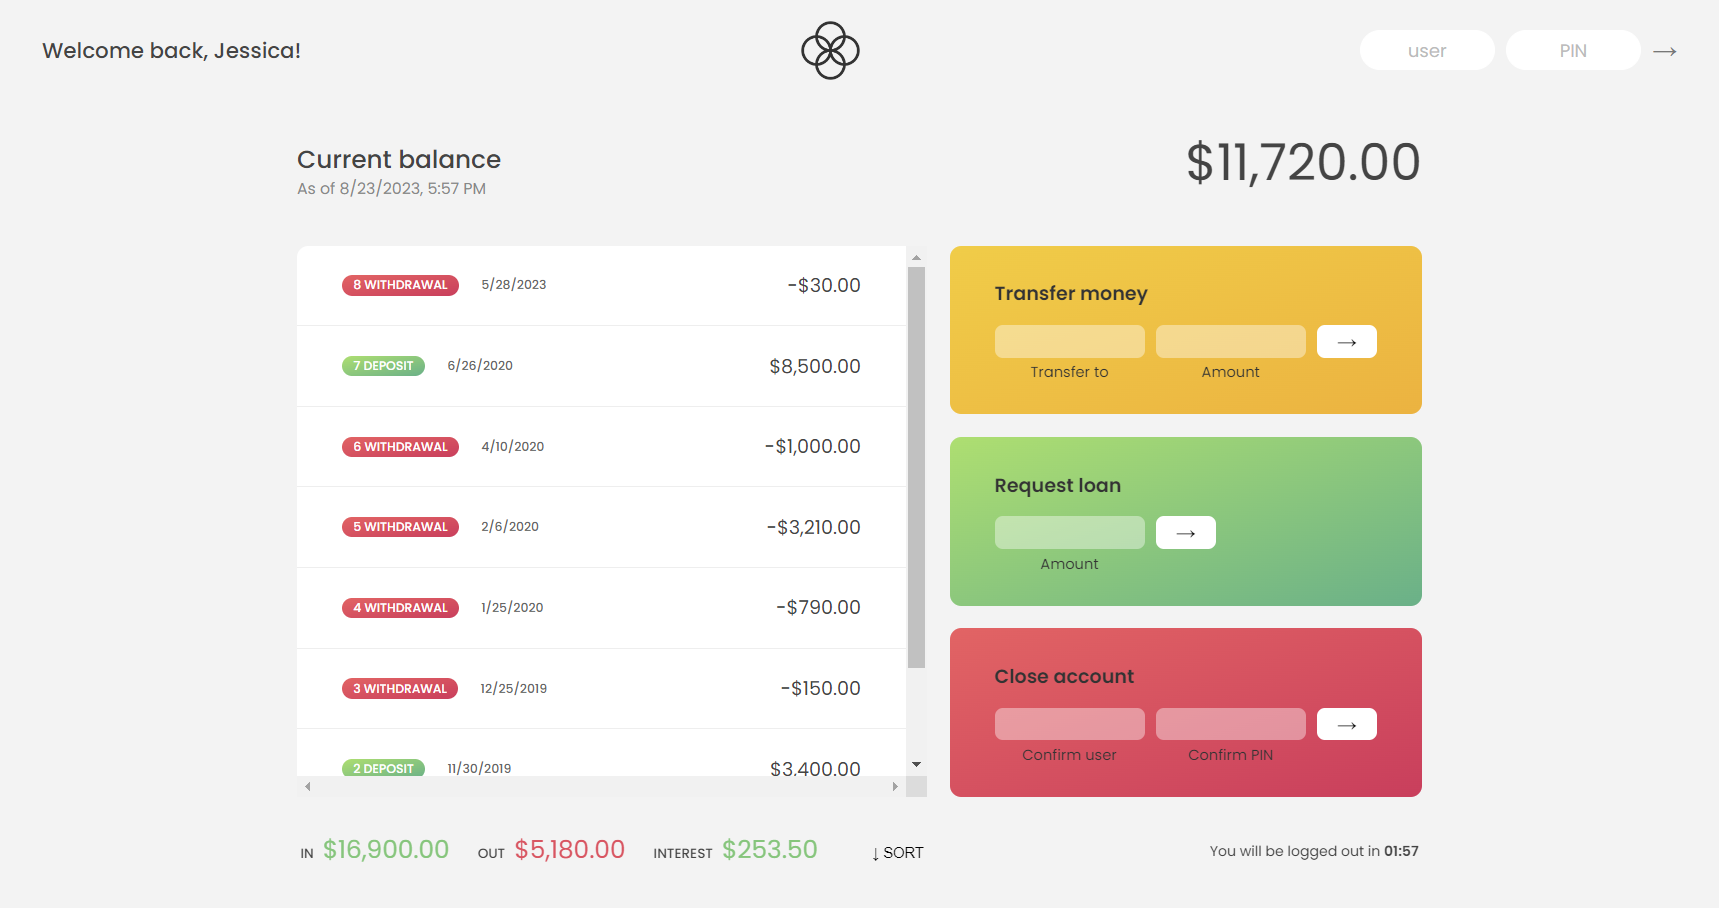 Welcome back, Jessica!
user
PIN
→
Current balance
As of 8/23/2023, 5:57 PM
$11,720.00
8 WITHDRAWAL 5/28/2023 -$30.00
7 DEPOSIT 6/26/2020 $8,500.00
6 WITHDRAWAL 4/10/2020 -$1,000.00
5 WITHDRAWAL 2/6/2020 -$3,210.00
4 WITHDRAWAL 1/25/2020 -$790.00
3 WITHDRAWAL 12/25/2019 -$150.00
2 DEPOSIT 11/30/2019 $3,400.00
Transfer money
→
Transfer to Amount
Request loan
→
Amount
Close account
→
Confirm user Confirm PIN
IN $16,900.00 OUT $5,180.00 INTEREST $253.50 ↓ SORT
You will be logged out in 01:57